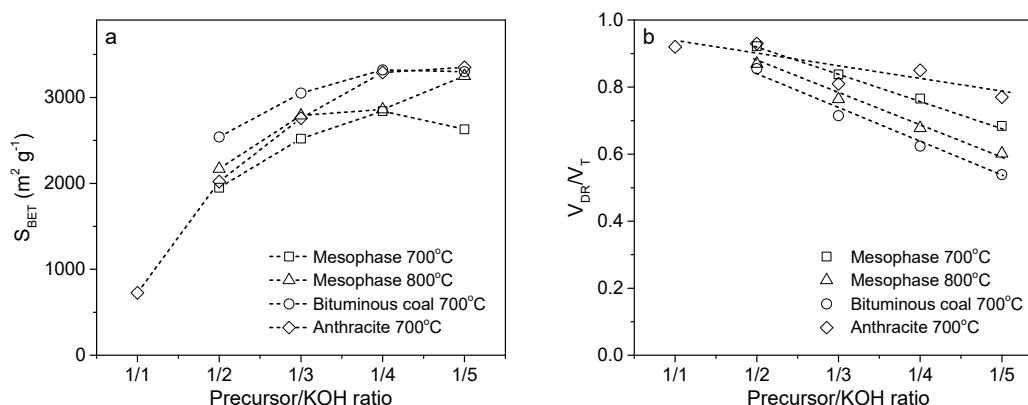 a
3000
2000
1000
0
S_BET (m² g⁻¹)
1/1 1/2 1/3 1/4 1/5
Precursor/KOH ratio
Mesophase 700°C
Mesophase 800°C
Bituminous coal 700°C
Anthracite 700°C
b
1.0
0.8
0.6
0.4
0.2
0.0
V_DR/V_T
1/1 1/2 1/3 1/4 1/5
Precursor/KOH ratio
Mesophase 700°C
Mesophase 800°C
Bituminous coal 700°C
Anthracite 700°C